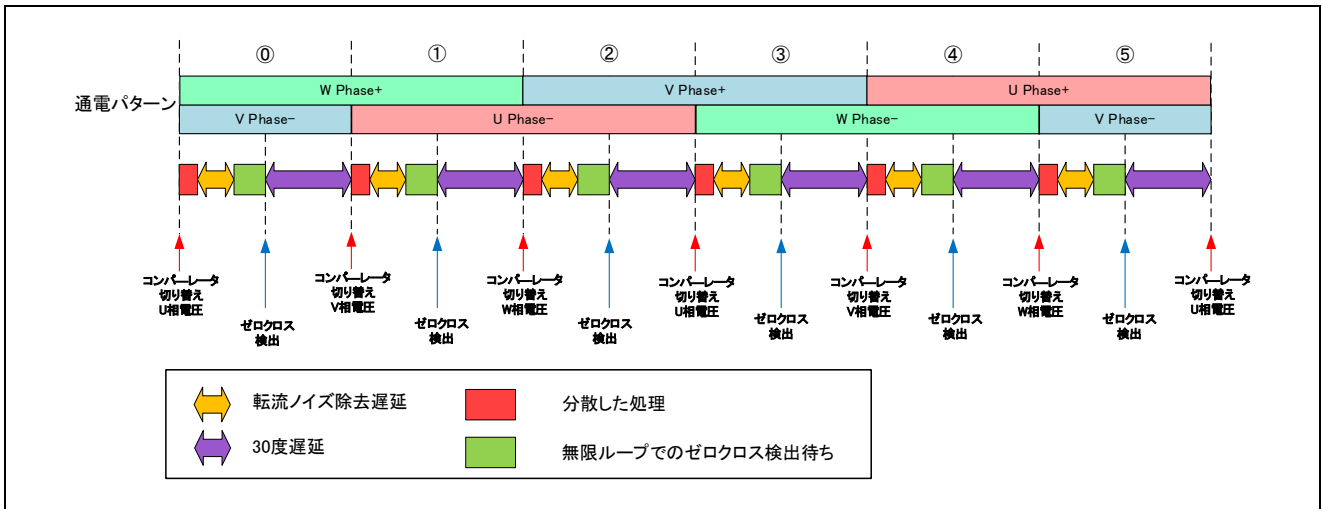 ⓪ ① ② ③ ④ ⑤
通電パターン
W Phase+ V Phase+ U Phase+
V Phase− U Phase− W Phase− V Phase−
コンパーレータ
切り替え
U相電圧
ゼロクロス
検出
コンパーレータ
切り替え
V相電圧
ゼロクロス
検出
コンパーレータ
切り替え
W相電圧
ゼロクロス
検出
コンパーレータ
切り替え
U相電圧
ゼロクロス
検出
コンパーレータ
切り替え
V相電圧
ゼロクロス
検出
コンパーレータ
切り替え
W相電圧
ゼロクロス
検出
コンパーレータ
切り替え
U相電圧
転流ノイズ除去遅延
分散した処理
30度遅延
無限ループでのゼロクロス検出待ち